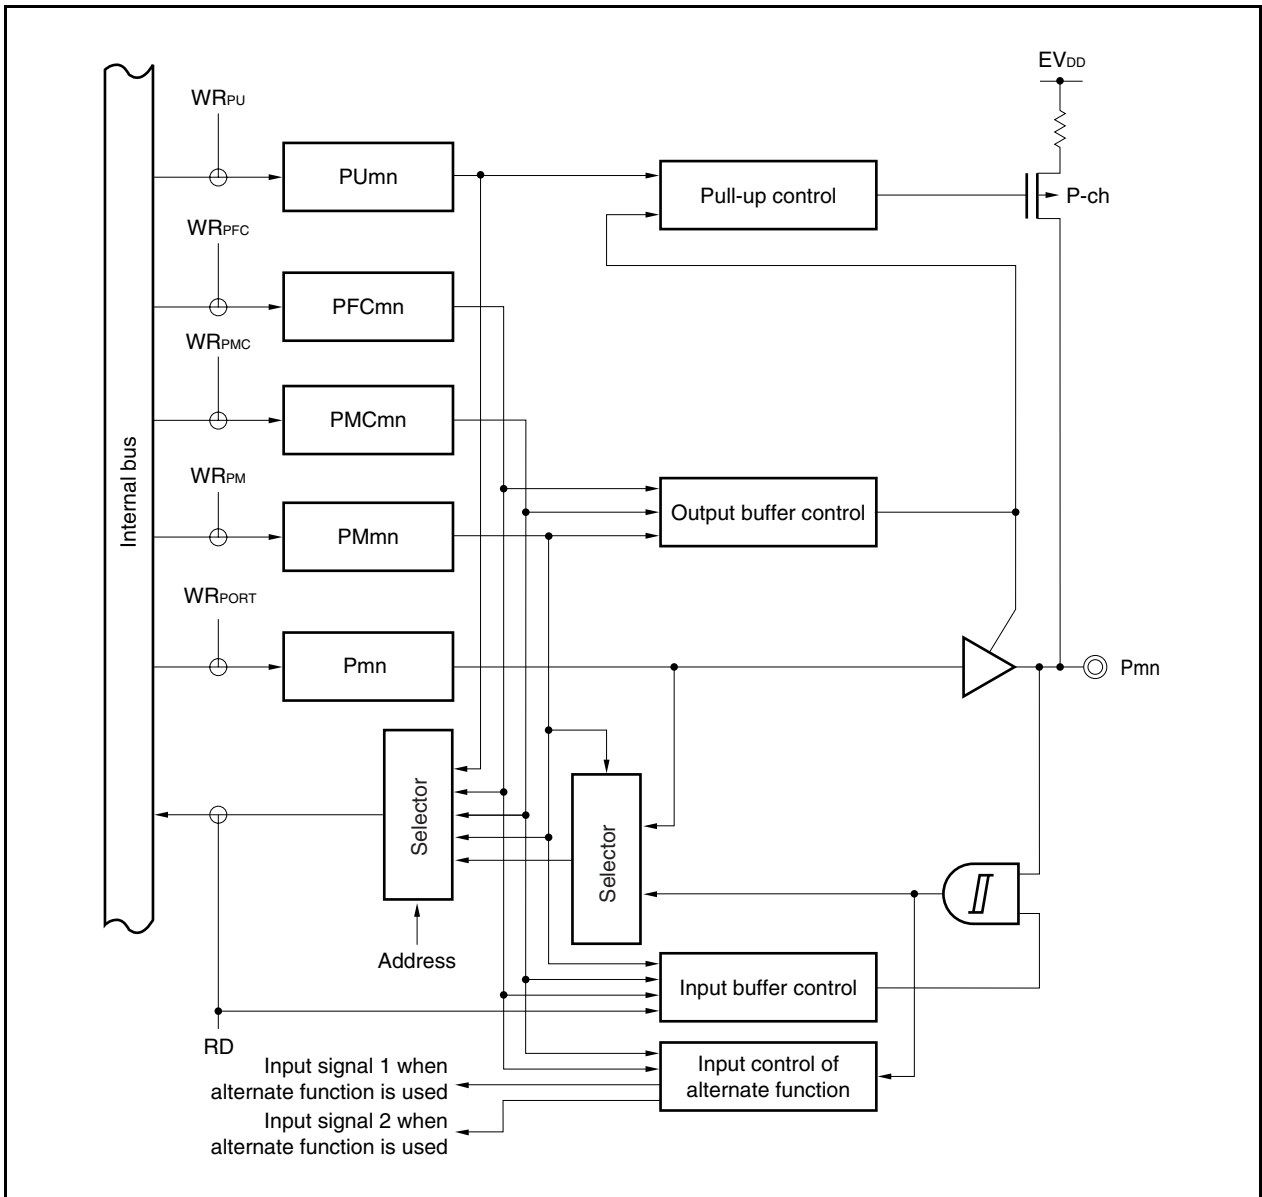 EVDD
WRPU
PUmn
Pull-up control
P-ch
WRPFC
PFCmn
WRPMC
PMCmn
Internal bus
WRPM
PMmn
Output buffer control
WRPORT
Pmn
Pmn
Selector
Selector
Address
Input buffer control
RD
Input signal 1 when
alternate function is used
Input control of
alternate function
Input signal 2 when
alternate function is used